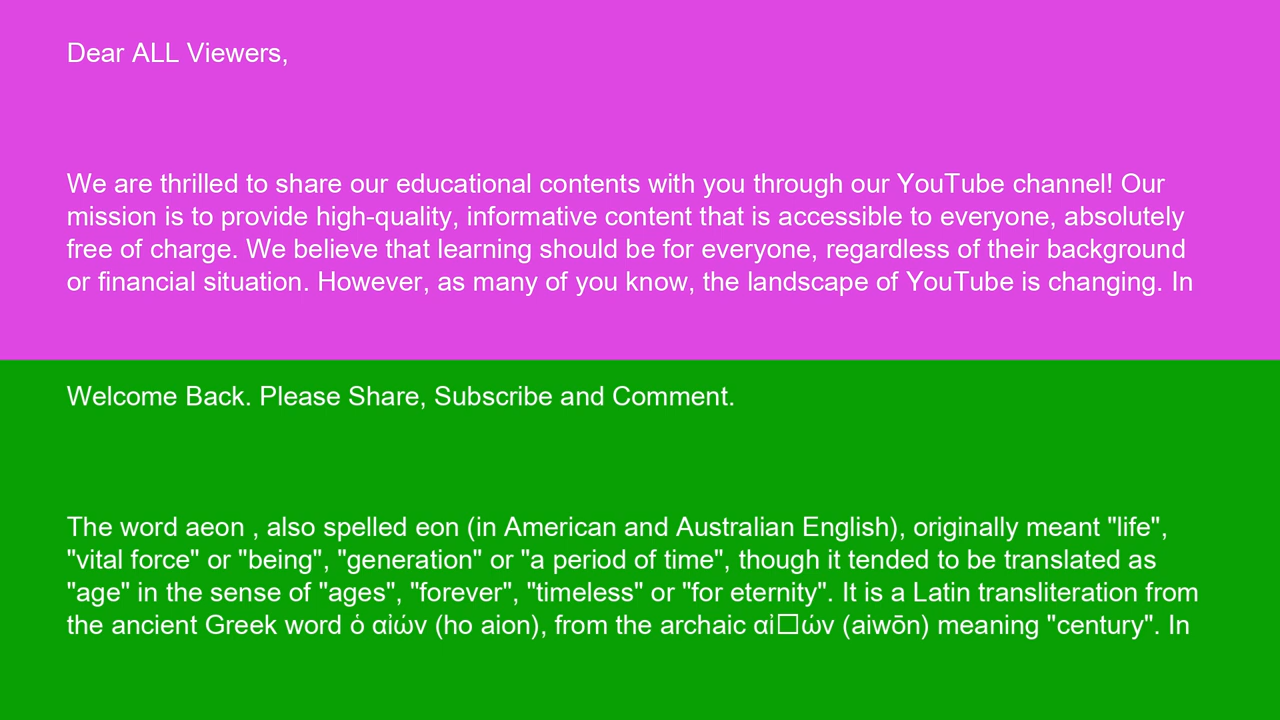 Dear ALL Viewers,
We are thrilled to share our educational contents with you through our YouTube channel! Our
mission is to provide high-quality, informative content that is accessible to everyone, absolutely
free of charge. We believe that learning should be for everyone, regardless of their background
or financial situation. However, as many of you know, the landscape of YouTube is changing. In
Welcome Back. Please Share, Subscribe and Comment.
The word aeon , also spelled eon (in American and Australian English), originally meant "life",
"vital force" or "being", "generation" or "a period of time", though it tended to be translated as
"age" in the sense of "ages", "forever", "timeless" or "for eternity". It is a Latin transliteration from
the ancient Greek word ὁ αἰών (ho aion), from the archaic αἰ□ών (aiwōn) meaning "century". In